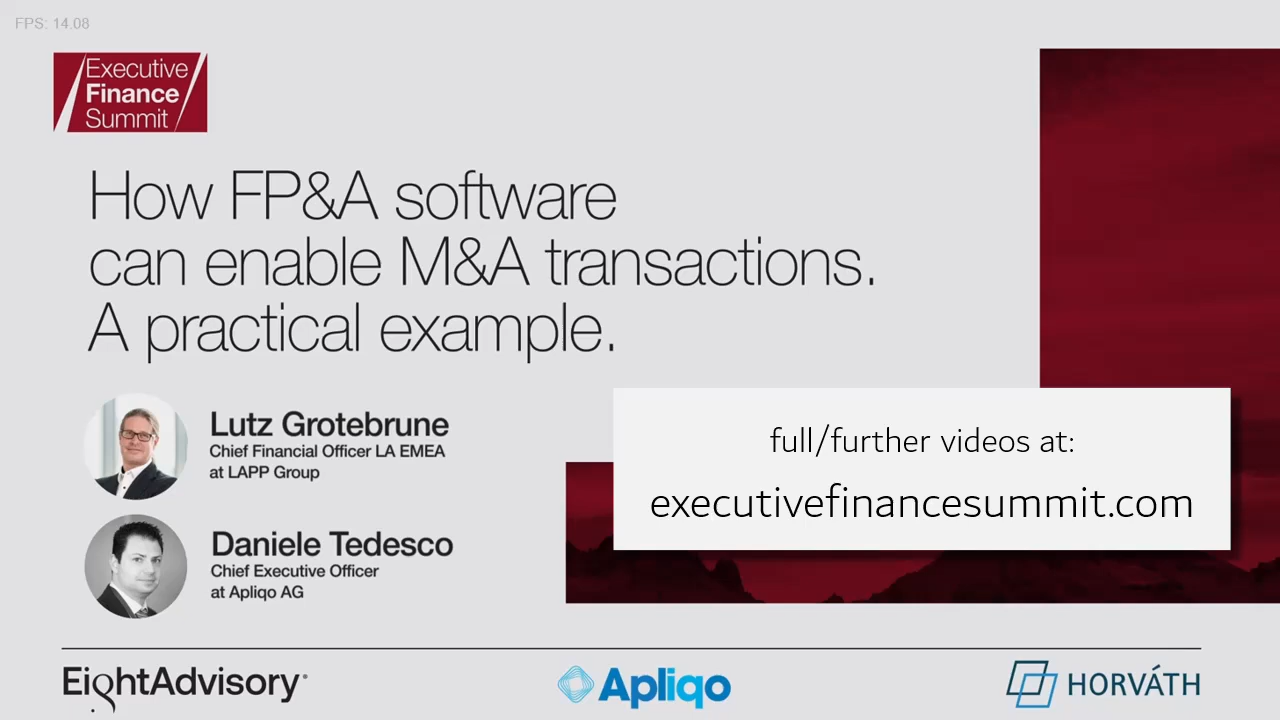 FPS: 14.08
Executive
Finance
Summit
How FP&A software
can enable M&A transactions.
A practical example.
Lutz Grotebrune
Chief Financial Officer LA EMEA
at LAPP Group
full/further videos at:
executivefinancesummit.com
Daniele Tedesco
Chief Executive Officer
at Apliqo AG
EightAdvisory
Apliqo
HORVÁTH